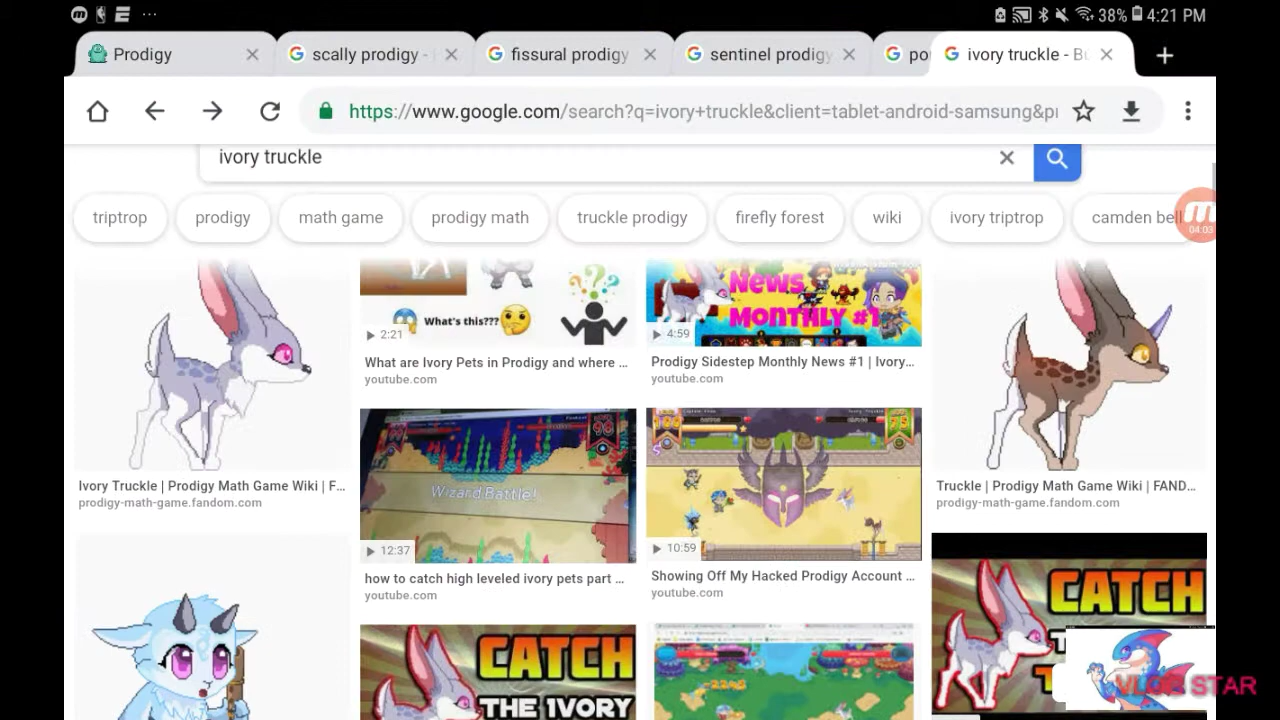 38% 4:21 PM
Prodigy
scally prodigy -
fissural prodigy
sentinel prodigy
po
ivory truckle - Bu
https://www.google.com/search?q=ivory+truckle&client=tablet-android-samsung&pr
ivory truckle
triptrop
prodigy
math game
prodigy math
truckle prodigy
firefly forest
wiki
ivory triptrop
camden bell
04:03
What's this???
2:21
News
Monthly #1
4:59
What are Ivory Pets in Prodigy and where ...
youtube.com
Prodigy Sidestep Monthly News #1 | Ivory...
youtube.com
Wizard Battle!
12:37
10:59
Ivory Truckle | Prodigy Math Game Wiki | F...
prodigy-math-game.fandom.com
Truckle | Prodigy Math Game Wiki | FAND...
prodigy-math-game.fandom.com
how to catch high leveled ivory pets part ...
youtube.com
Showing Off My Hacked Prodigy Account ...
youtube.com
CATCH
THE IVORY
CATCH
STAR